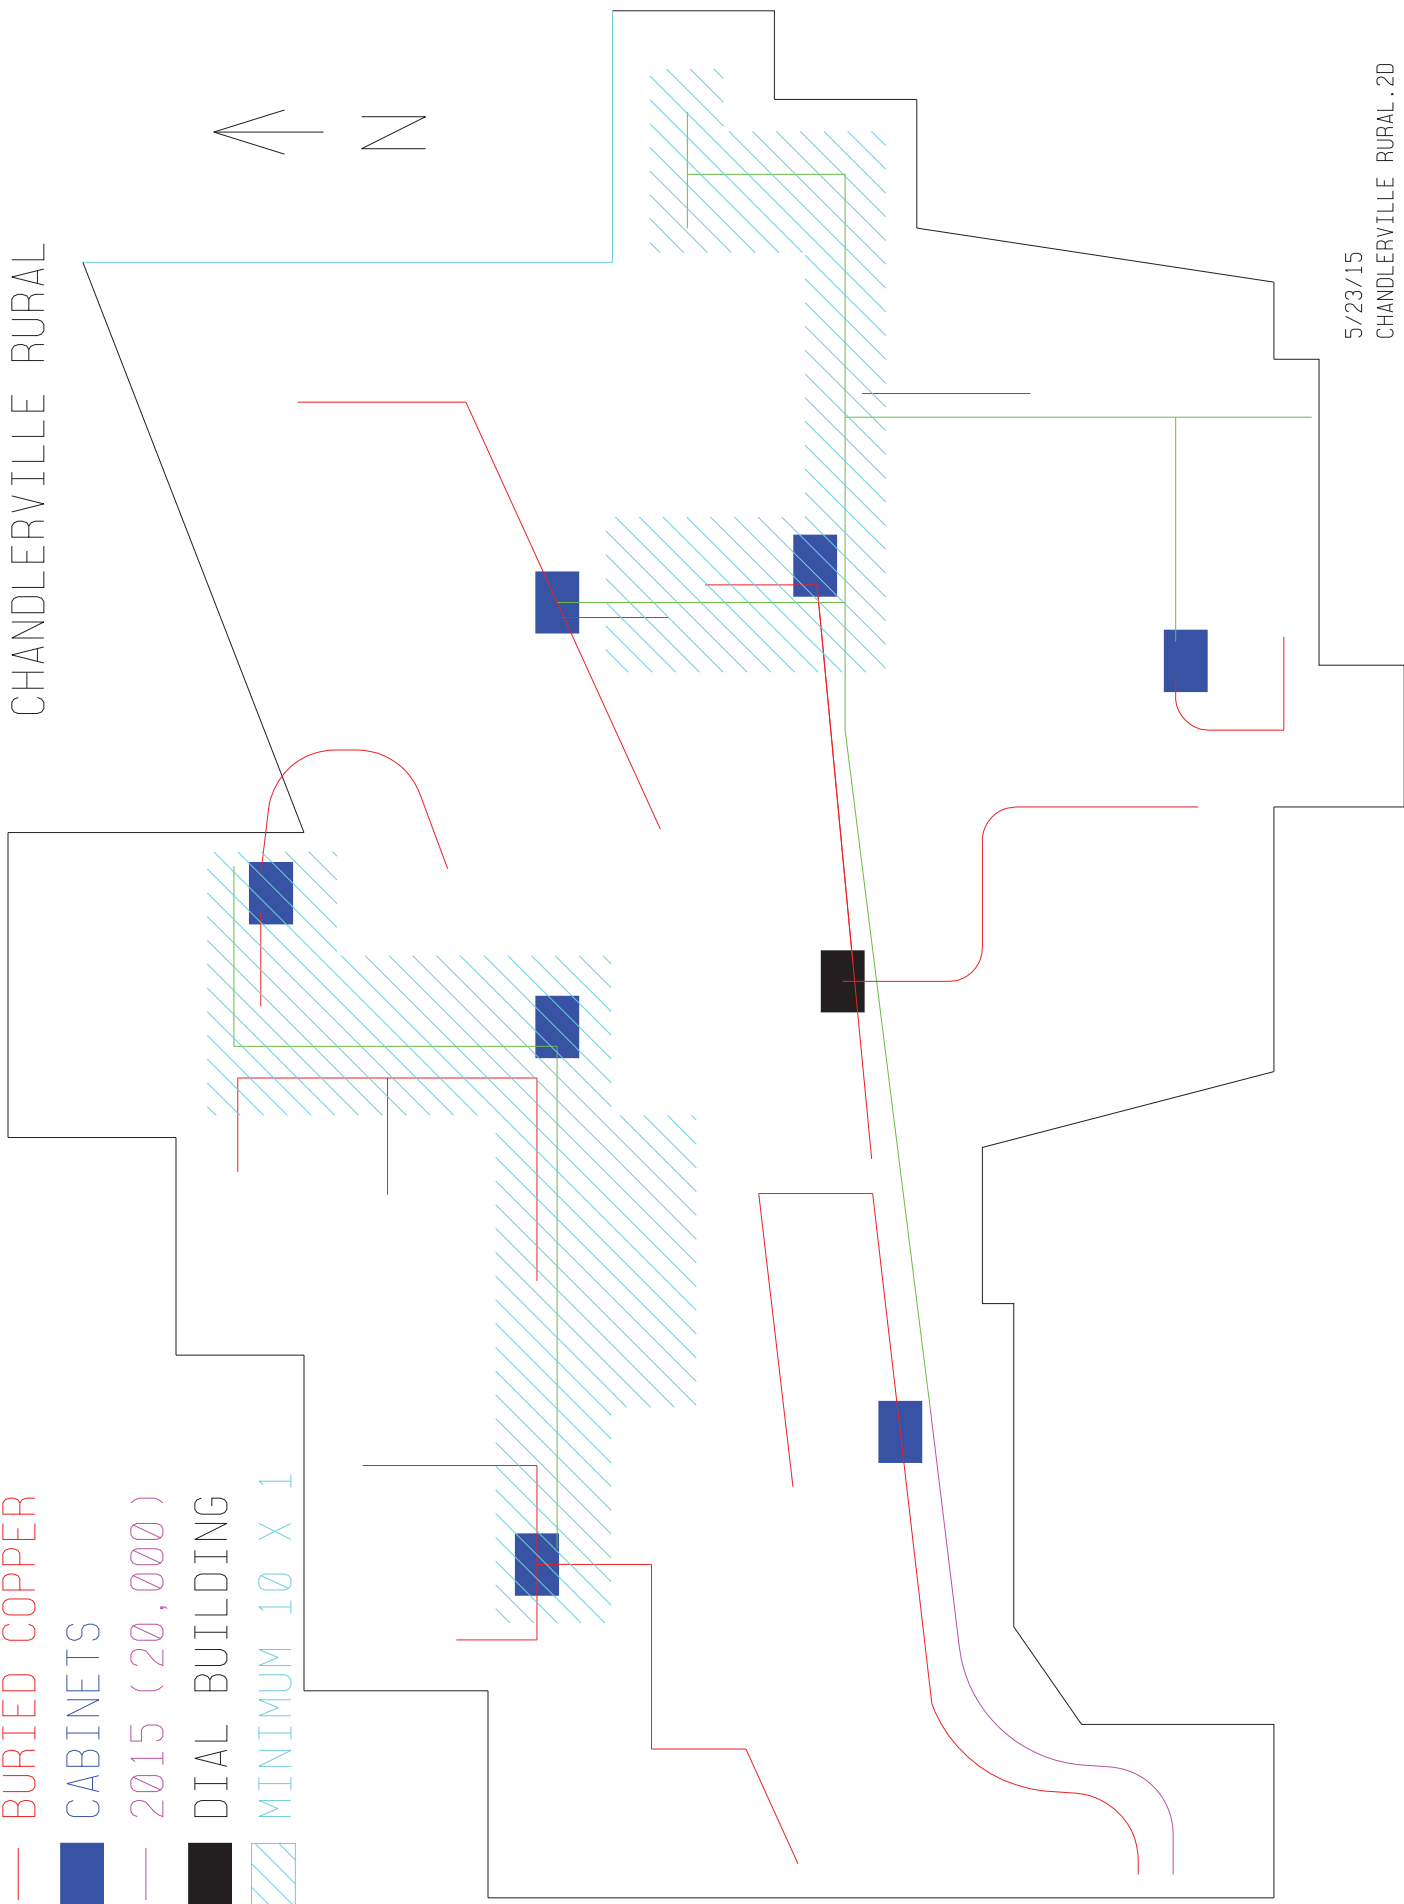 CHANDLERVILLE RURAL
N
BURIED COPPER
CABINETS
2015 (20,000)
DIAL BUILDING
MINIMUM 10 X 1
5/23/15
CHANDLERVILLE RURAL.2D